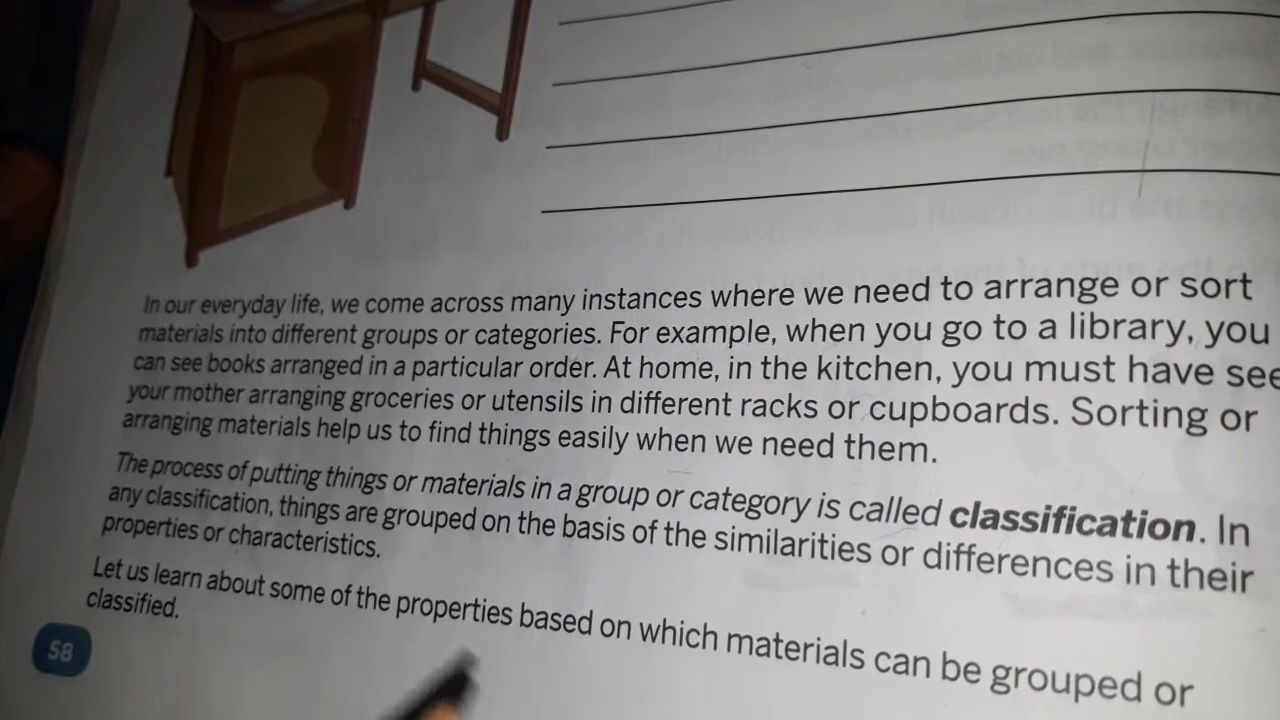 In our everyday life, we come across many instances where we need to arrange or sort
materials into different groups or categories. For example, when you go to a library, you
can see books arranged in a particular order. At home, in the kitchen, you must have see
your mother arranging groceries or utensils in different racks or cupboards. Sorting or
arranging materials help us to find things easily when we need them.
The process of putting things or materials in a group or category is called classification. In
any classification, things are grouped on the basis of the similarities or differences in their
properties or characteristics.
Let us learn about some of the properties based on which materials can be grouped or
classified.
58